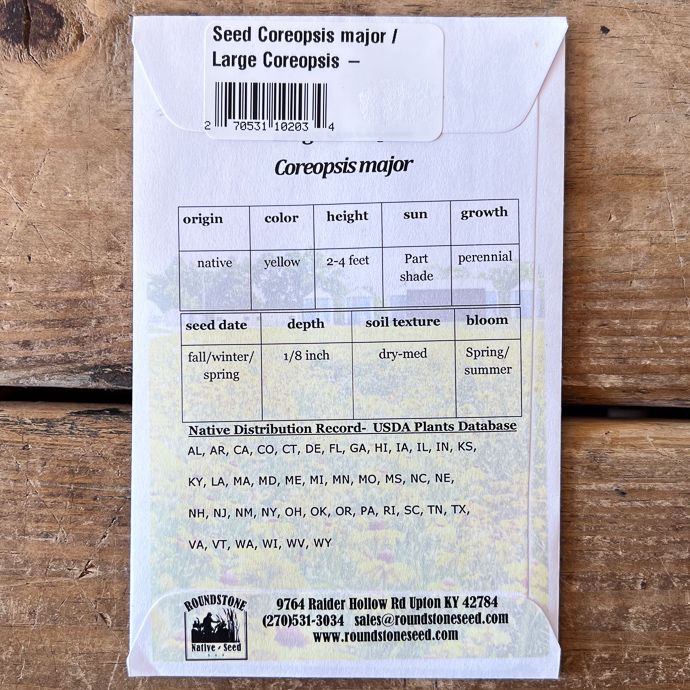 Seed Coreopsis major /
Large Coreopsis –
2 70531 10203 4
Coreopsis major
origin color height sun growth
native yellow 2-4 feet Part shade perennial
seed date depth soil texture bloom
fall/winter/ spring 1/8 inch dry-med Spring/ summer
Native Distribution Record- USDA Plants Database
AL, AR, CA, CO, CT, DE, FL, GA, HI, IA, IL, IN, KS,
KY, LA, MA, MD, ME, MI, MN, MO, MS, NC, NE,
NH, NJ, NM, NY, OH, OK, OR, PA, RI, SC, TN, TX,
VA, VT, WA, WI, WV, WY
ROUNDSTONE
Native - Seed
9764 Raider Hollow Rd Upton KY 42784
(270)531-3034 sales@roundstoneseed.com
www.roundstoneseed.com